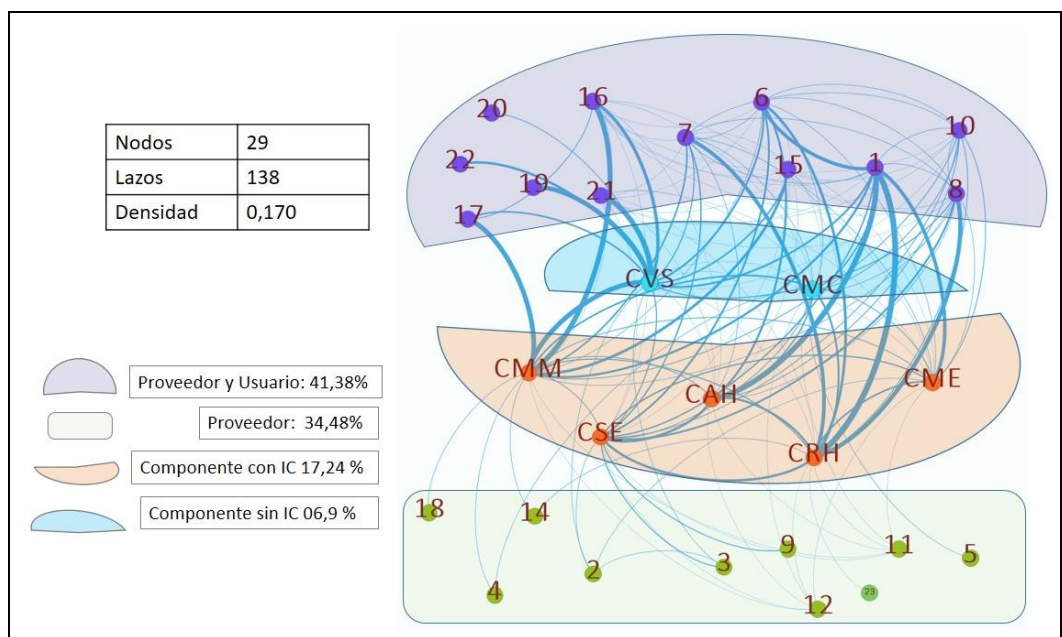 Nodos 29
Lazos 138
Densidad 0,170
Proveedor y Usuario: 41,38%
Proveedor: 34,48%
Componente con IC 17,24 %
Componente sin IC 06,9 %
20 16 6 10
7
22 19 21 15 1 8
17
CVS CMC
CMM CAH CME
CSE CRH
18 14 9 11 5
4 2 3 12 23